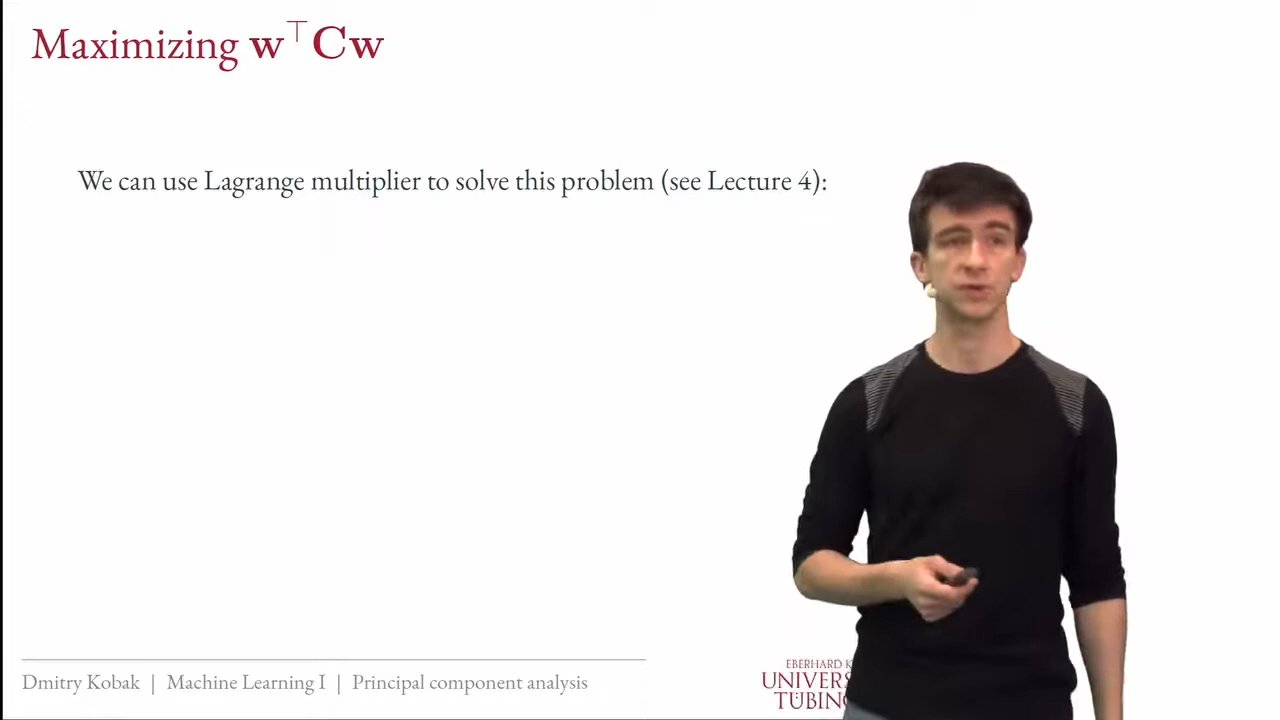 Maximizing w⊤Cw
We can use Lagrange multiplier to solve this problem (see Lecture 4):
Dmitry Kobak | Machine Learning I | Principal component analysis
EBERHARD
TÜBIN